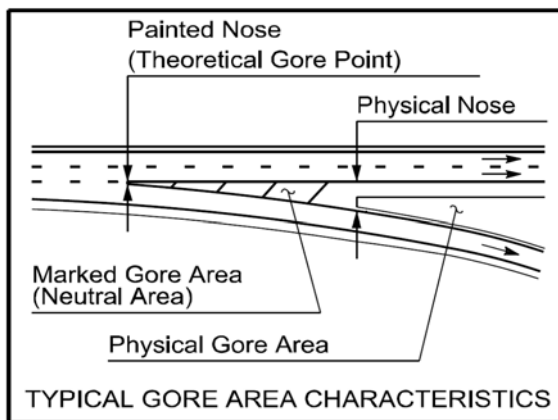 Painted Nose
(Theoretical Gore Point)
Physical Nose
Marked Gore Area
(Neutral Area)
Physical Gore Area
TYPICAL GORE AREA CHARACTERISTICS